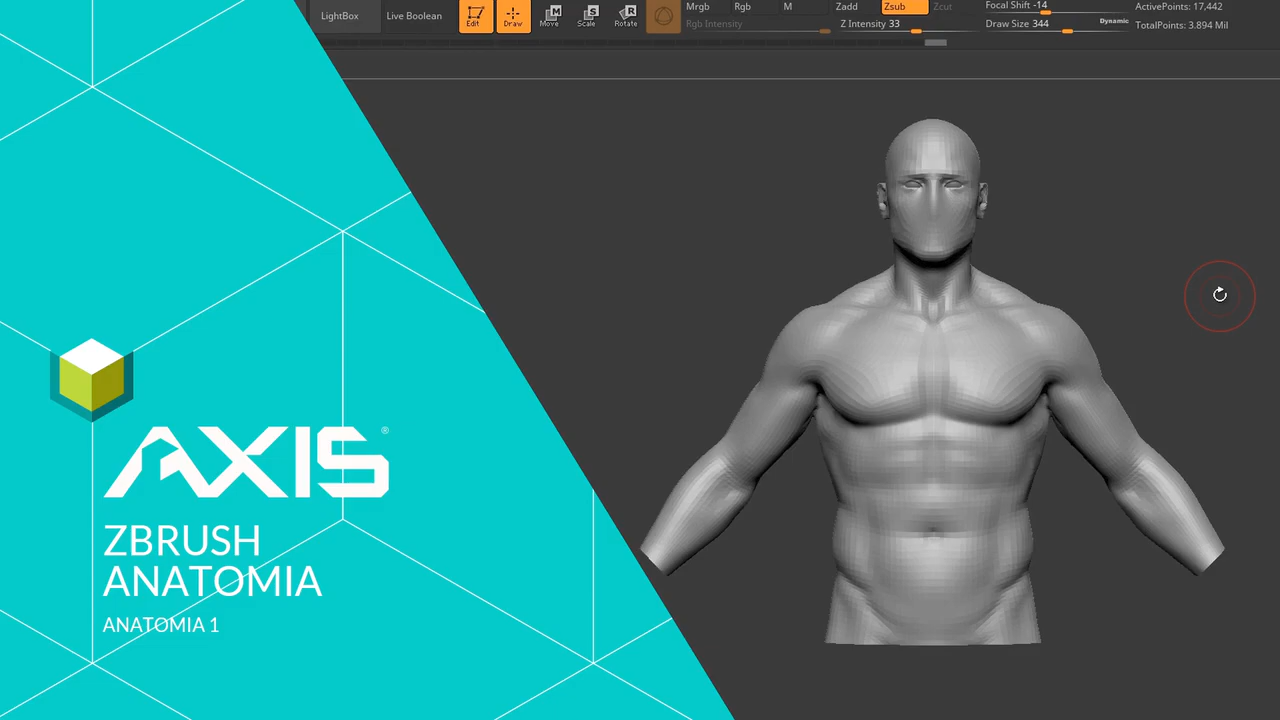 LightBox
Live Boolean
Edit
Draw
M
Move
S
Scale
R
Rotate
Mrgb
Rgb
M
Rgb Intensity
Zadd
Zsub
Zcut
Z Intensity 33
Focal Shift -14
Draw Size 344
Dynamic
ActivePoints: 17,442
TotalPoints: 3.894 Mil
AXIS®
ZBRUSH
ANATOMIA
ANATOMIA 1